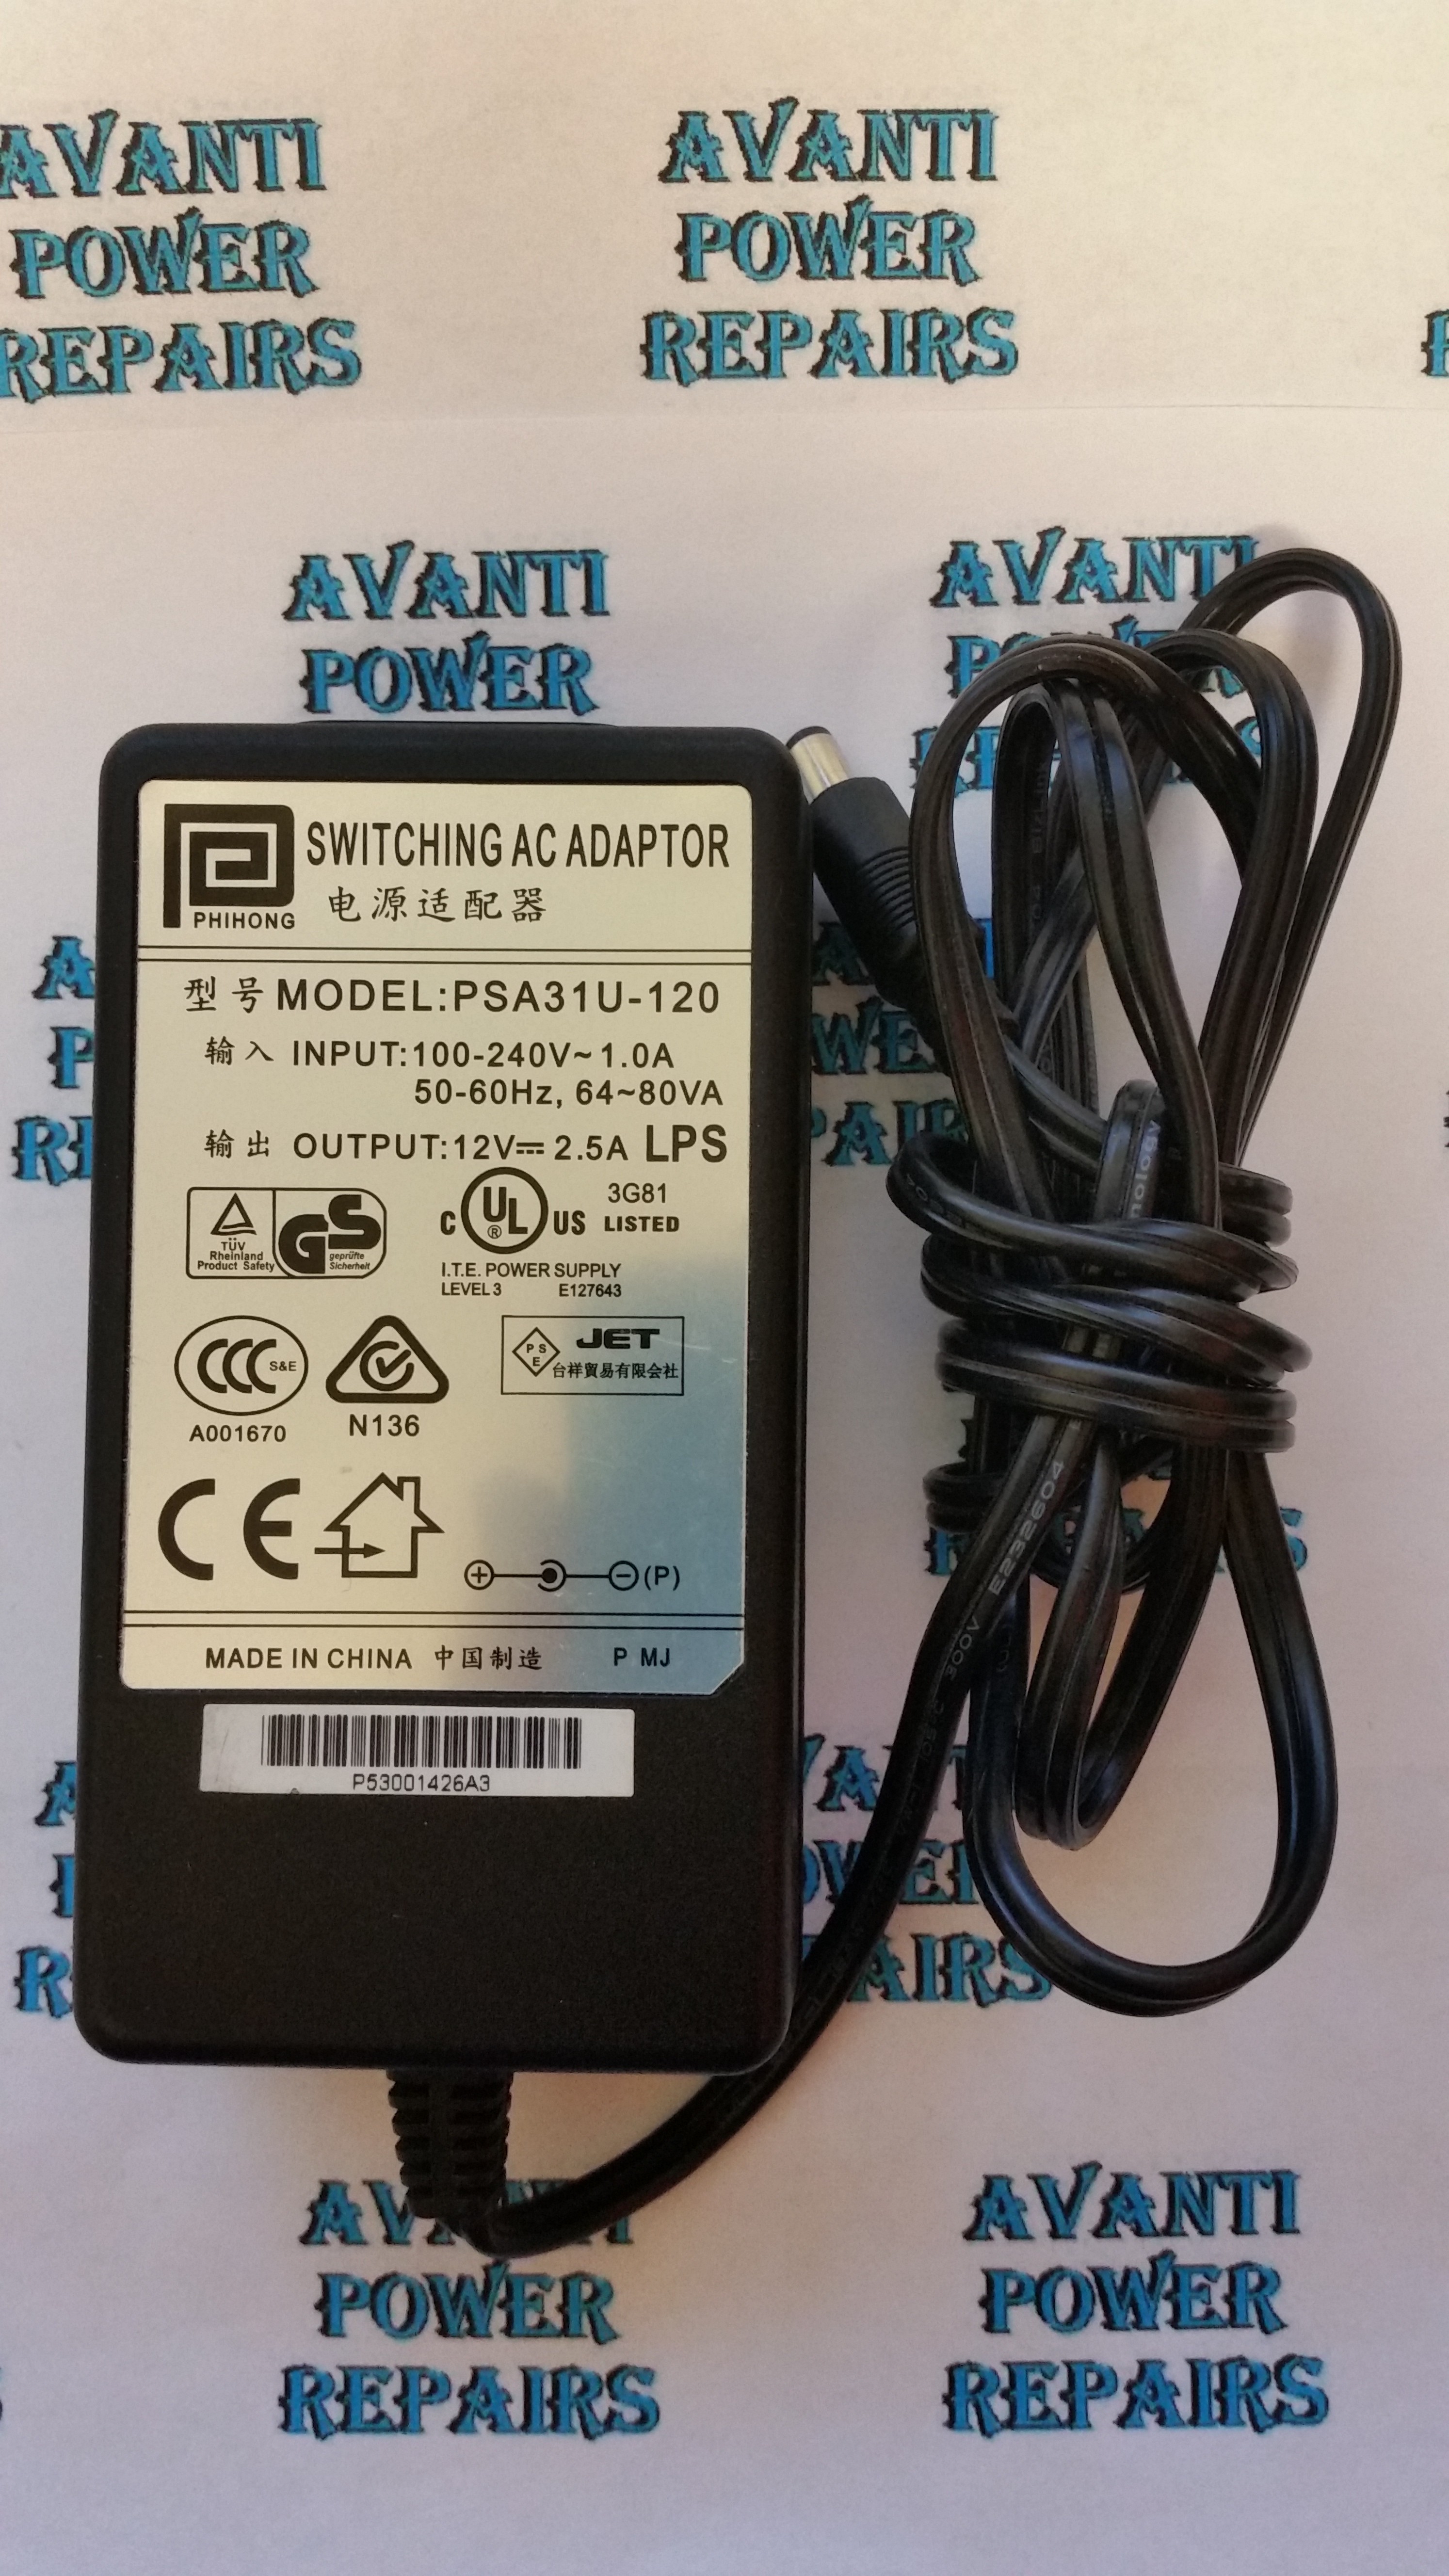 AVANTI
POWER
REPAIRS
AVANTI
POWER
REPAIRS
AVANTI
POWER
AVANTI
PHIHONG
SWITCHING AC ADAPTOR
电源适配器
型号 MODEL:PSA31U-120
输入 INPUT:100-240V~1.0A
50-60Hz, 64~80VA
输出 OUTPUT:12V⎓2.5A LPS
TÜV
Rheinland
Product Safety
GS
geprüfte
Sicherheit
C UL® US
3G81
LISTED
I.T.E. POWER SUPPLY
LEVEL 3 E127643
CCC S&E
A001670
N136
PSE
JET
台祥貿易有限会社
CE
(P)
MADE IN CHINA 中国制造 P MJ
P53001426A3
E232604
300V
AVANTI
POWER
REPAIRS
POWER
REPAIRS